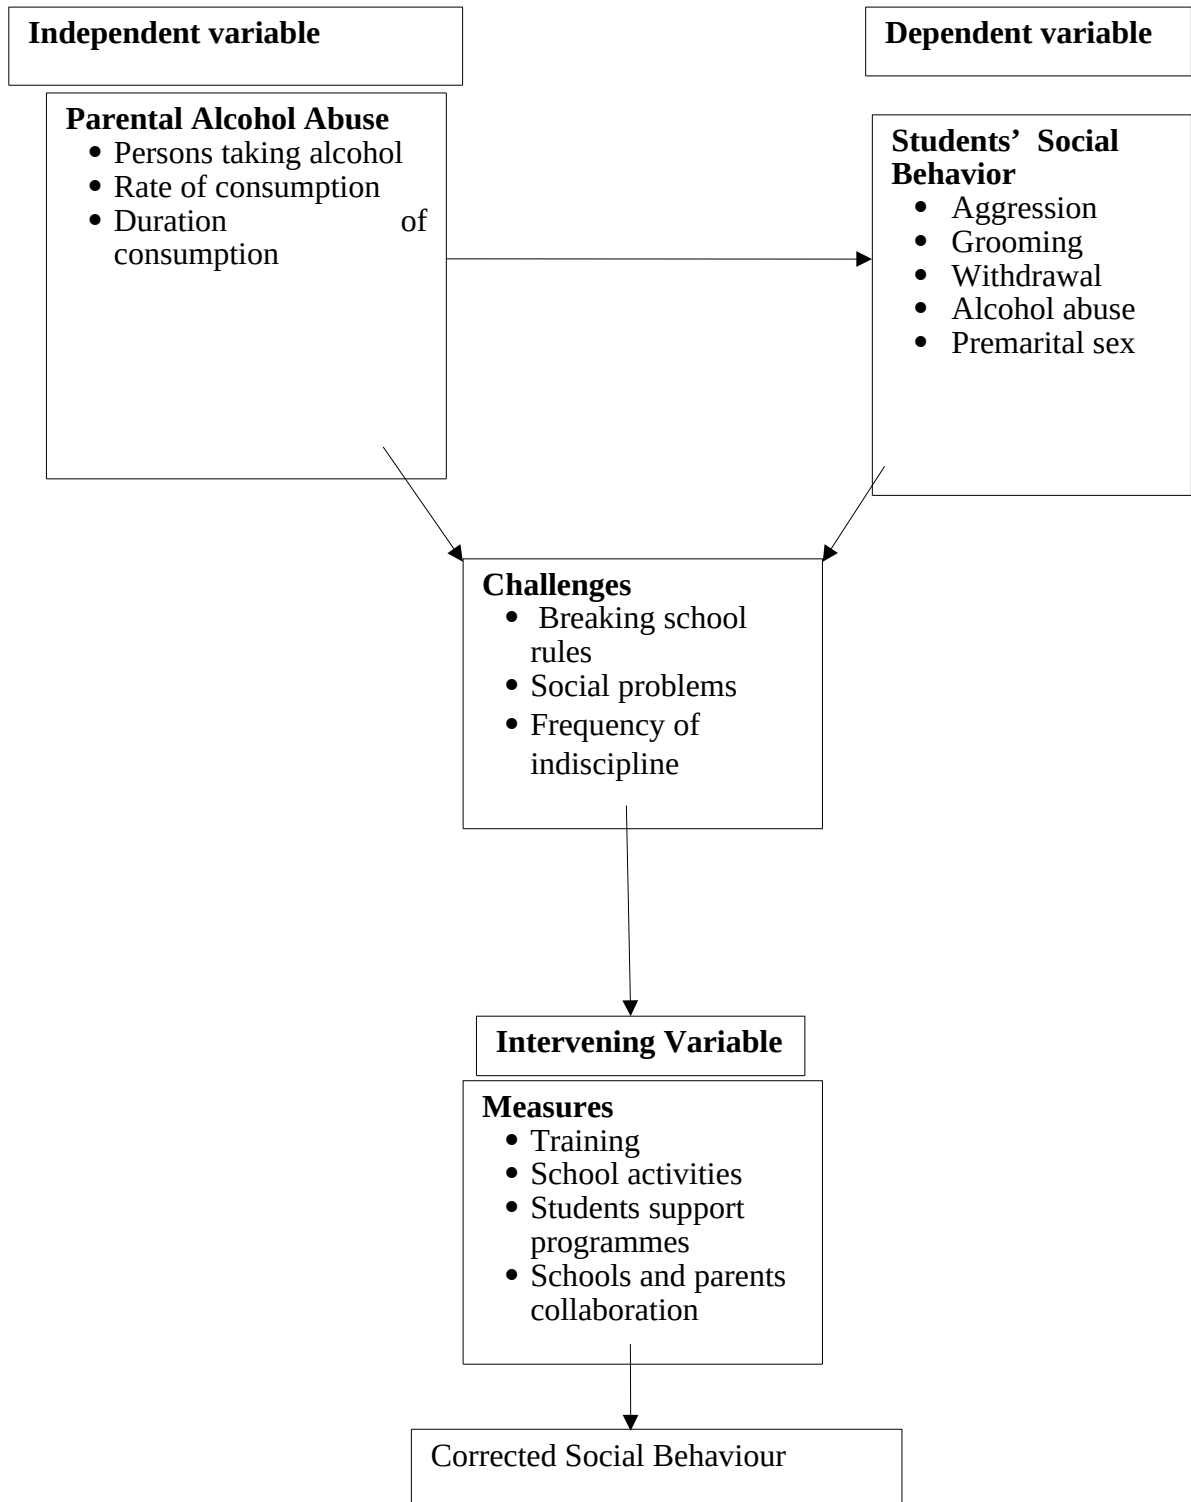 Independent variable
Dependent variable
Parental Alcohol Abuse
• Persons taking alcohol
• Rate of consumption
• Duration of
consumption
Students’ Social
Behavior
• Aggression
• Grooming
• Withdrawal
• Alcohol abuse
• Premarital sex
Challenges
• Breaking school
rules
• Social problems
• Frequency of
indiscipline
Intervening Variable
Measures
• Training
• School activities
• Students support
programmes
• Schools and parents
collaboration
Corrected Social Behaviour